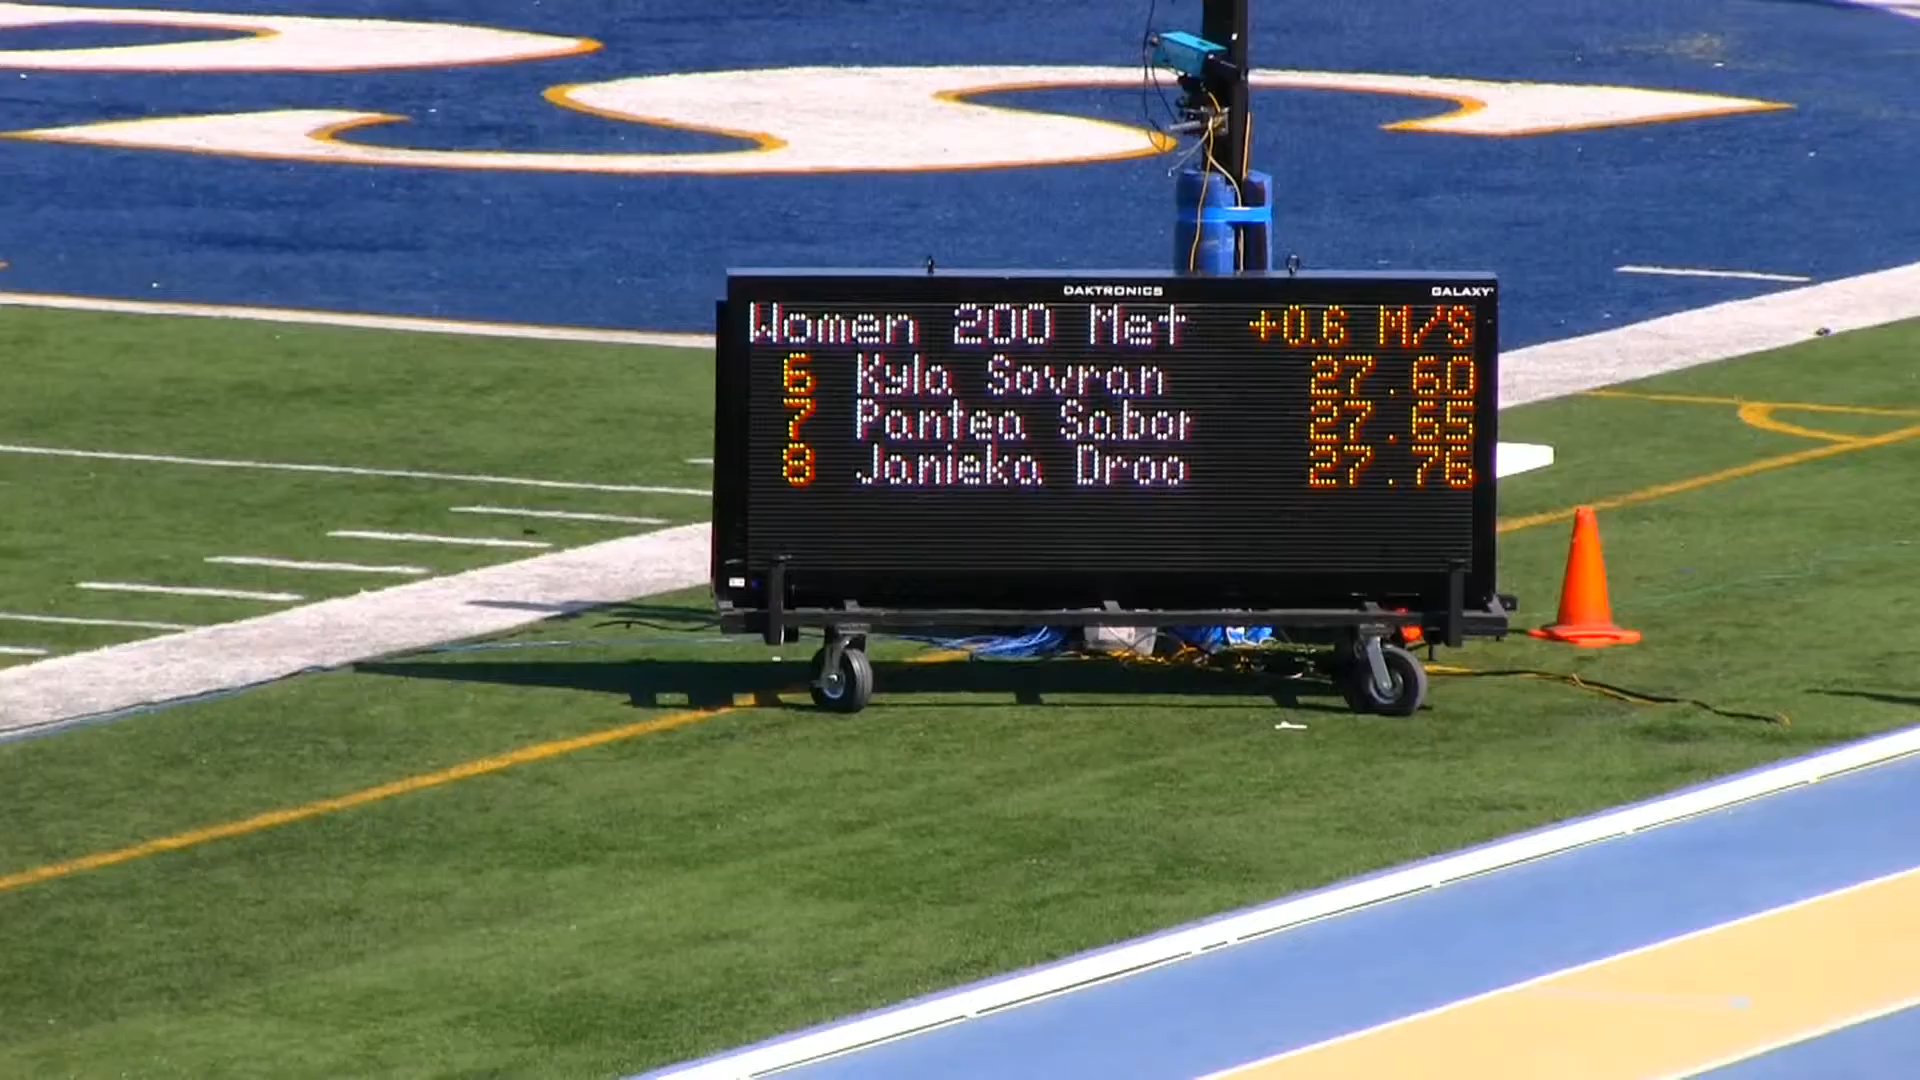 DAKTRONICS GALAXY
Women 200 Met +0.6 M/S
6 Kyla Savran 27.60
7 Pantea Sabor 27.65
8 Janieka Droo 27.76